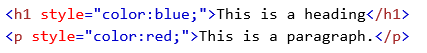 <h1 style="color:blue;">This is a heading</h1>
<p style="color:red;">This is a paragraph.</p>